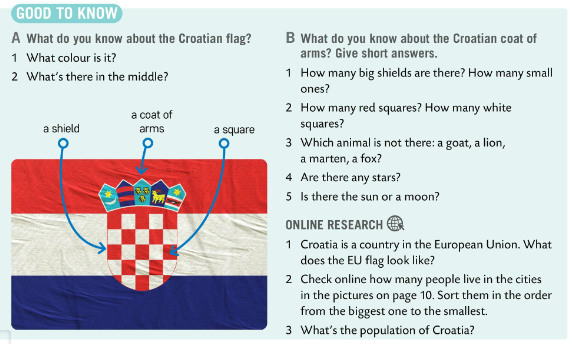 GOOD TO KNOW
A What do you know about the Croatian flag?
1 What colour is it?
2 What's there in the middle?
a shield
a coat of
arms
a square
B What do you know about the Croatian coat of
arms? Give short answers.
1 How many big shields are there? How many small
ones?
2 How many red squares? How many white
squares?
3 Which animal is not there: a goat, a lion,
a marten, a fox?
4 Are there any stars?
5 Is there the sun or a moon?
ONLINE RESEARCH
1 Croatia is a country in the European Union. What
does the EU flag look like?
2 Check online how many people live in the cities
in the pictures on page 10. Sort them in the order
from the biggest one to the smallest.
3 What's the population of Croatia?